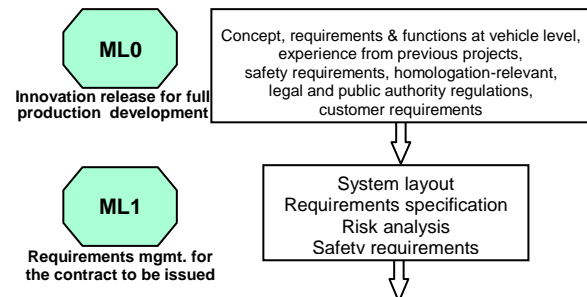 ML0
Innovation release for full
production development
Concept, requirements & functions at vehicle level,
experience from previous projects,
safety requirements, homologation-relevant,
legal and public authority regulations,
customer requirements
ML1
Requirements mgmt. for
the contract to be issued
System layout
Requirements specification
Risk analysis
Safety requirements